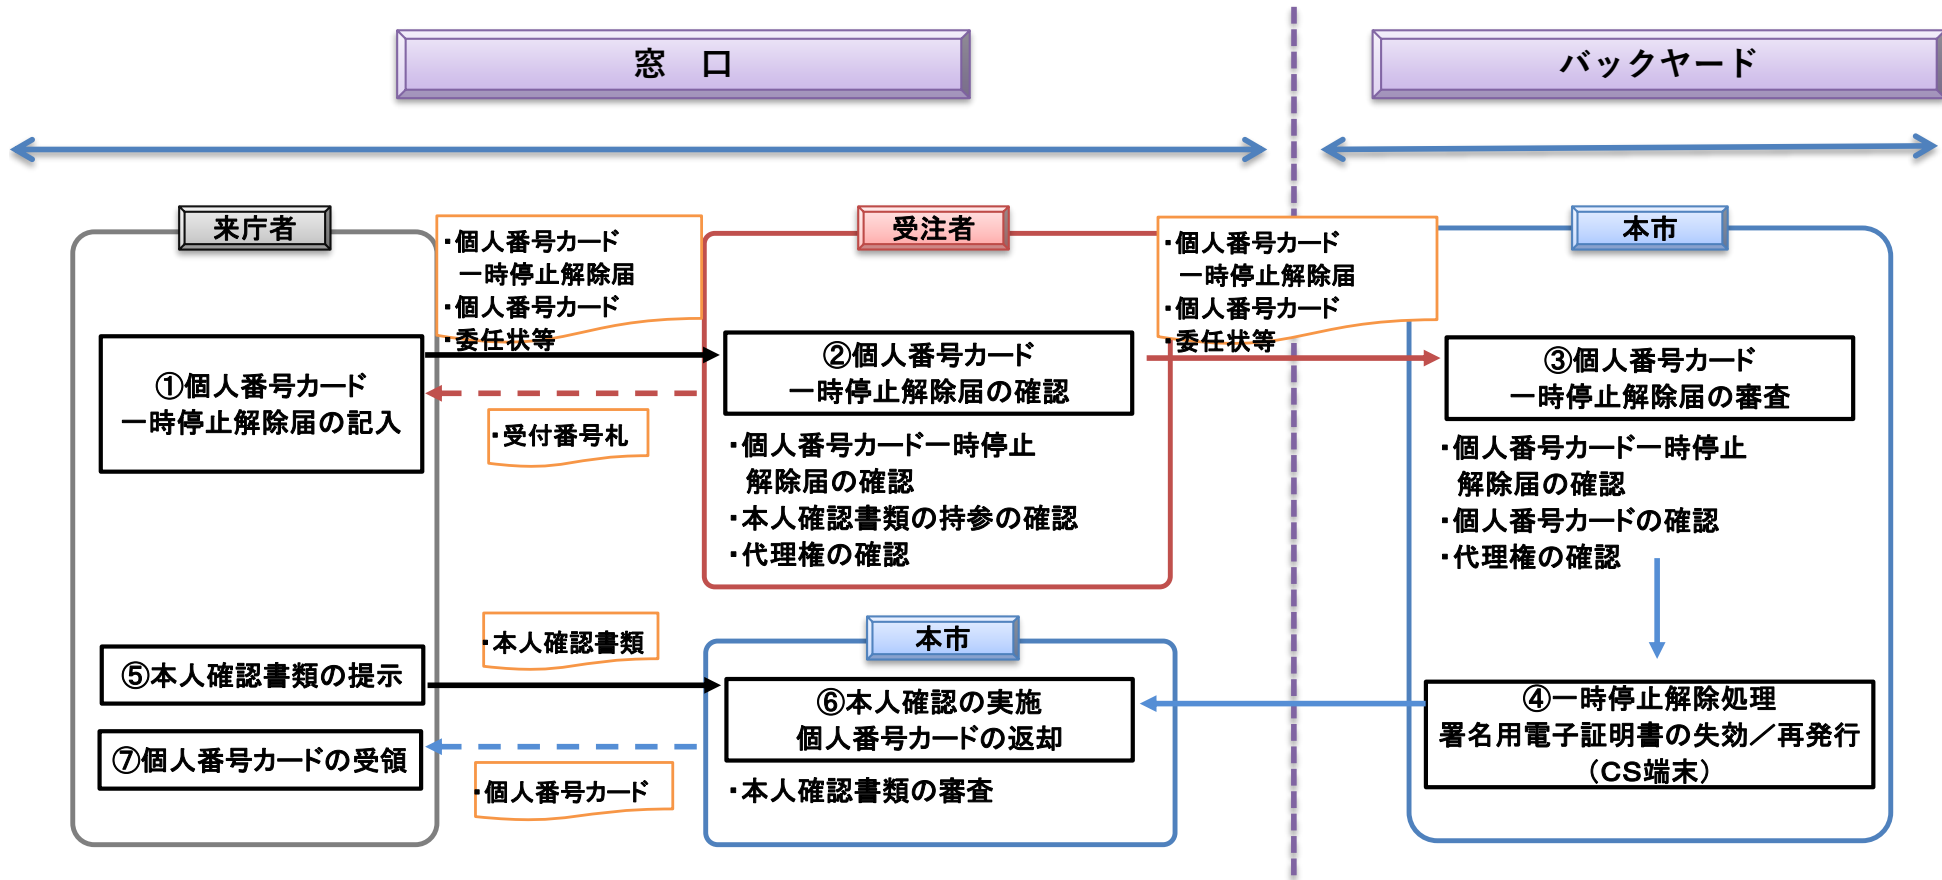 窓　口
バックヤード
来庁者
・個人番号カード
一時停止解除届
・個人番号カード
・委任状等
受注者
・個人番号カード
一時停止解除届
・個人番号カード
・委任状等
本市
①個人番号カード
一時停止解除届の記入
②個人番号カード
一時停止解除届の確認
③個人番号カード
一時停止解除届の審査
・受付番号札
・個人番号カード一時停止
解除届の確認
・本人確認書類の持参の確認
・代理権の確認
・個人番号カード一時停止
解除届の確認
・個人番号カードの確認
・代理権の確認
・本人確認書類
本市
⑤本人確認書類の提示
⑥本人確認の実施
個人番号カードの返却
④一時停止解除処理
署名用電子証明書の失効／再発行
（CS端末）
⑦個人番号カードの受領
・個人番号カード
・本人確認書類の審査